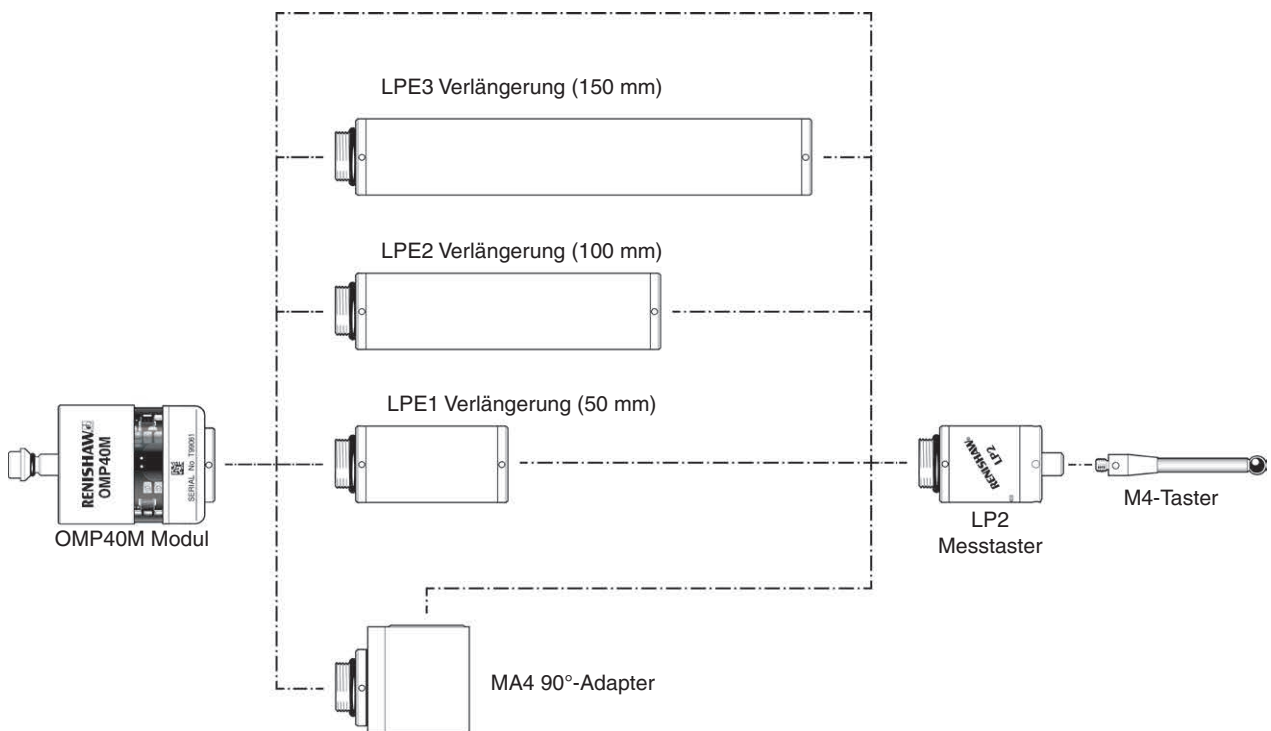 LPE3 Verlängerung (150 mm)
LPE2 Verlängerung (100 mm)
LPE1 Verlängerung (50 mm)
RENISHAW
OMP40M
SERIAL No T99061
OMP40M Modul
RENISHAW
LP2
LP2
Messtaster
M4-Taster
MA4 90°-Adapter